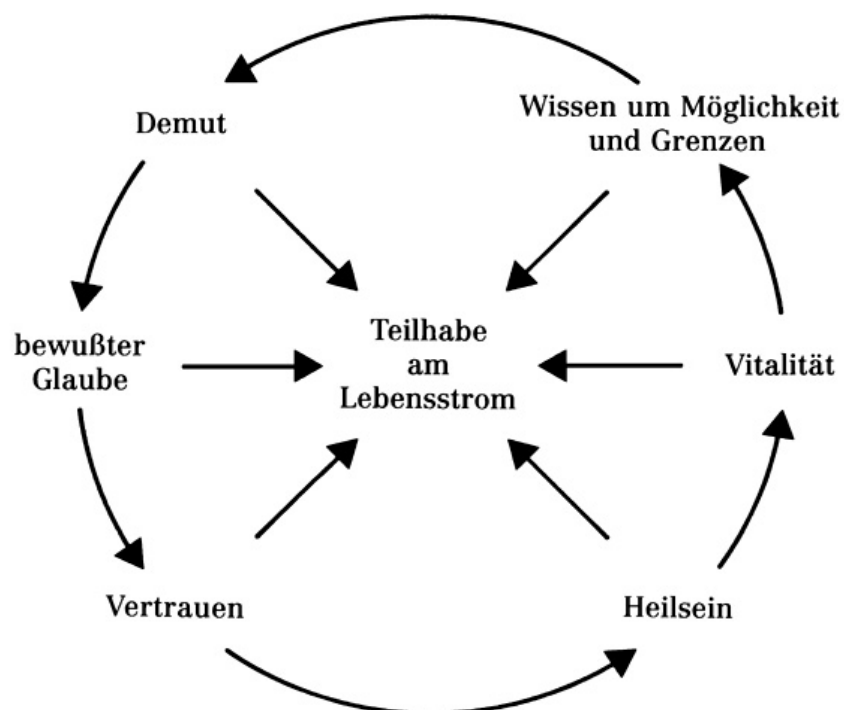 Demut
Wissen um Möglichkeit
und Grenzen
bewußter
Glaube
Teilhabe
am
Lebensstrom
Vitalität
Vertrauen
Heilsein